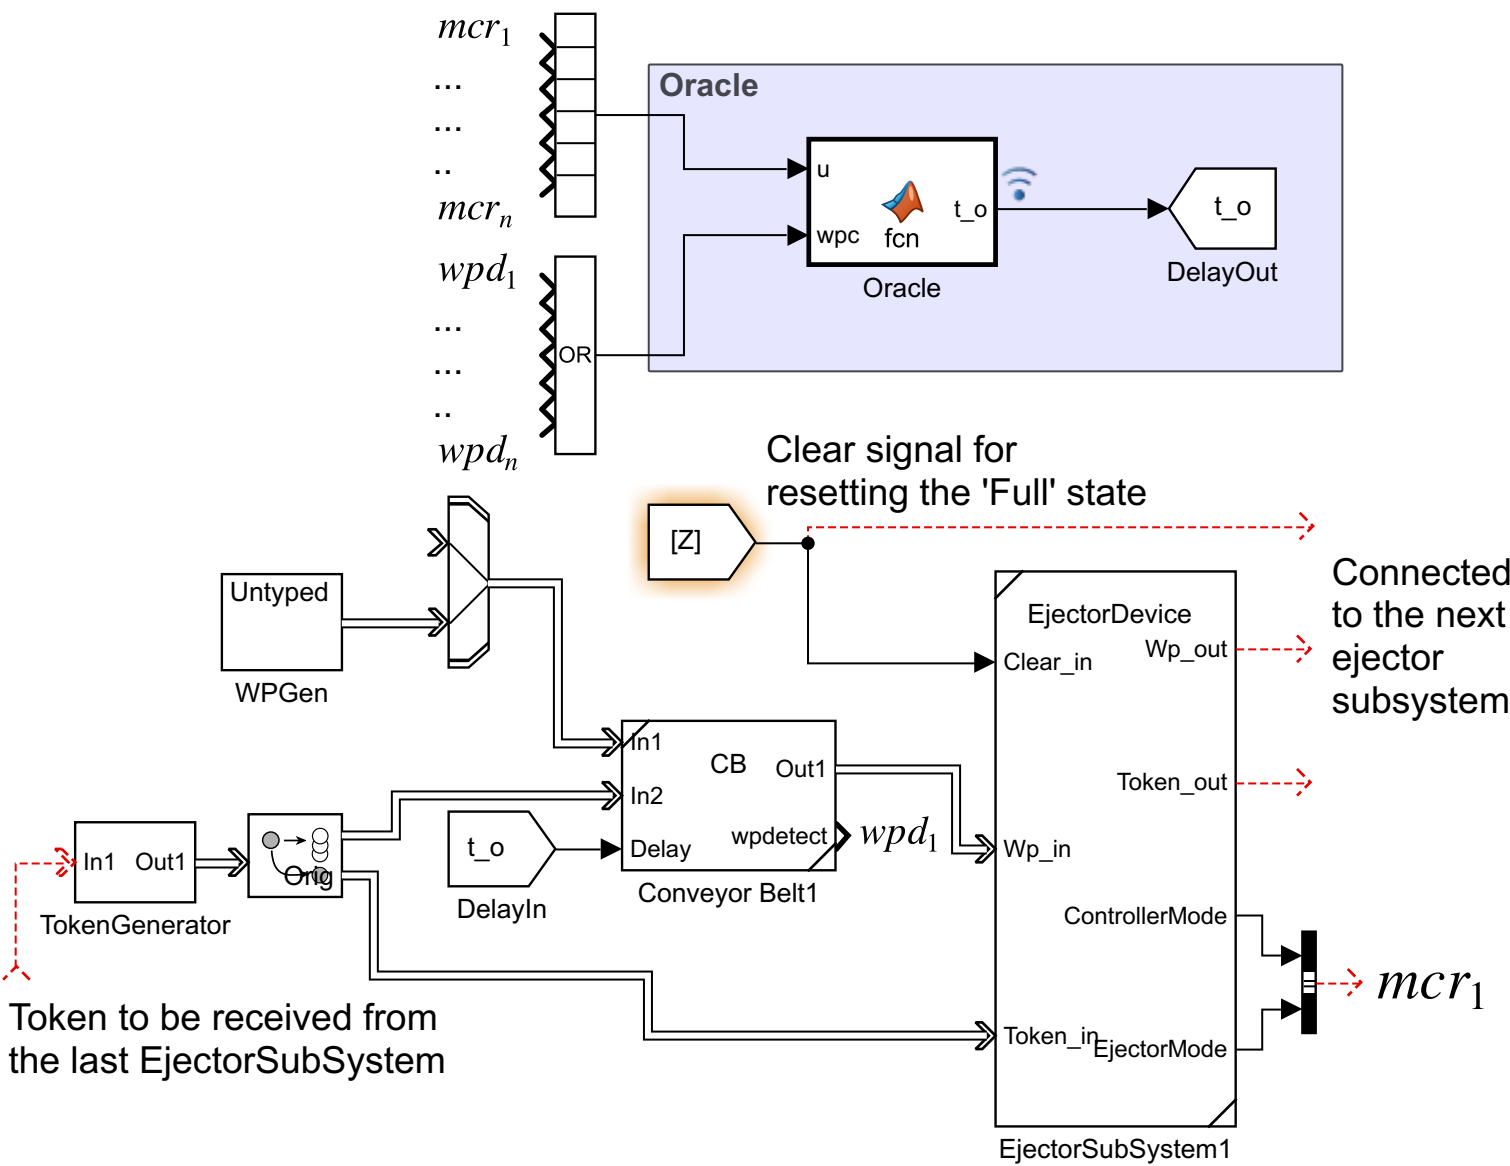 mcr1
...
...
..
mcrn
Oracle
u
wpc
fcn
t_o
Oracle
t_o
DelayOut
wpd1
...
...
..
wpdn
OR
Clear signal for
resetting the 'Full' state
[Z]
Untyped
WPGen
Connected
to the next
ejector
subsystem
EjectorDevice
Clear_in
Wp_out
Token_out
Wp_in
ControllerMode
Token_in
EjectorMode
EjectorSubSystem1
In1
In2
Delay
CB
Out1
wpdetect
Conveyor Belt1
wpd1
t_o
DelayIn
In1 Out1
TokenGenerator
Orig
Token to be received from
the last EjectorSubSystem
mcr1